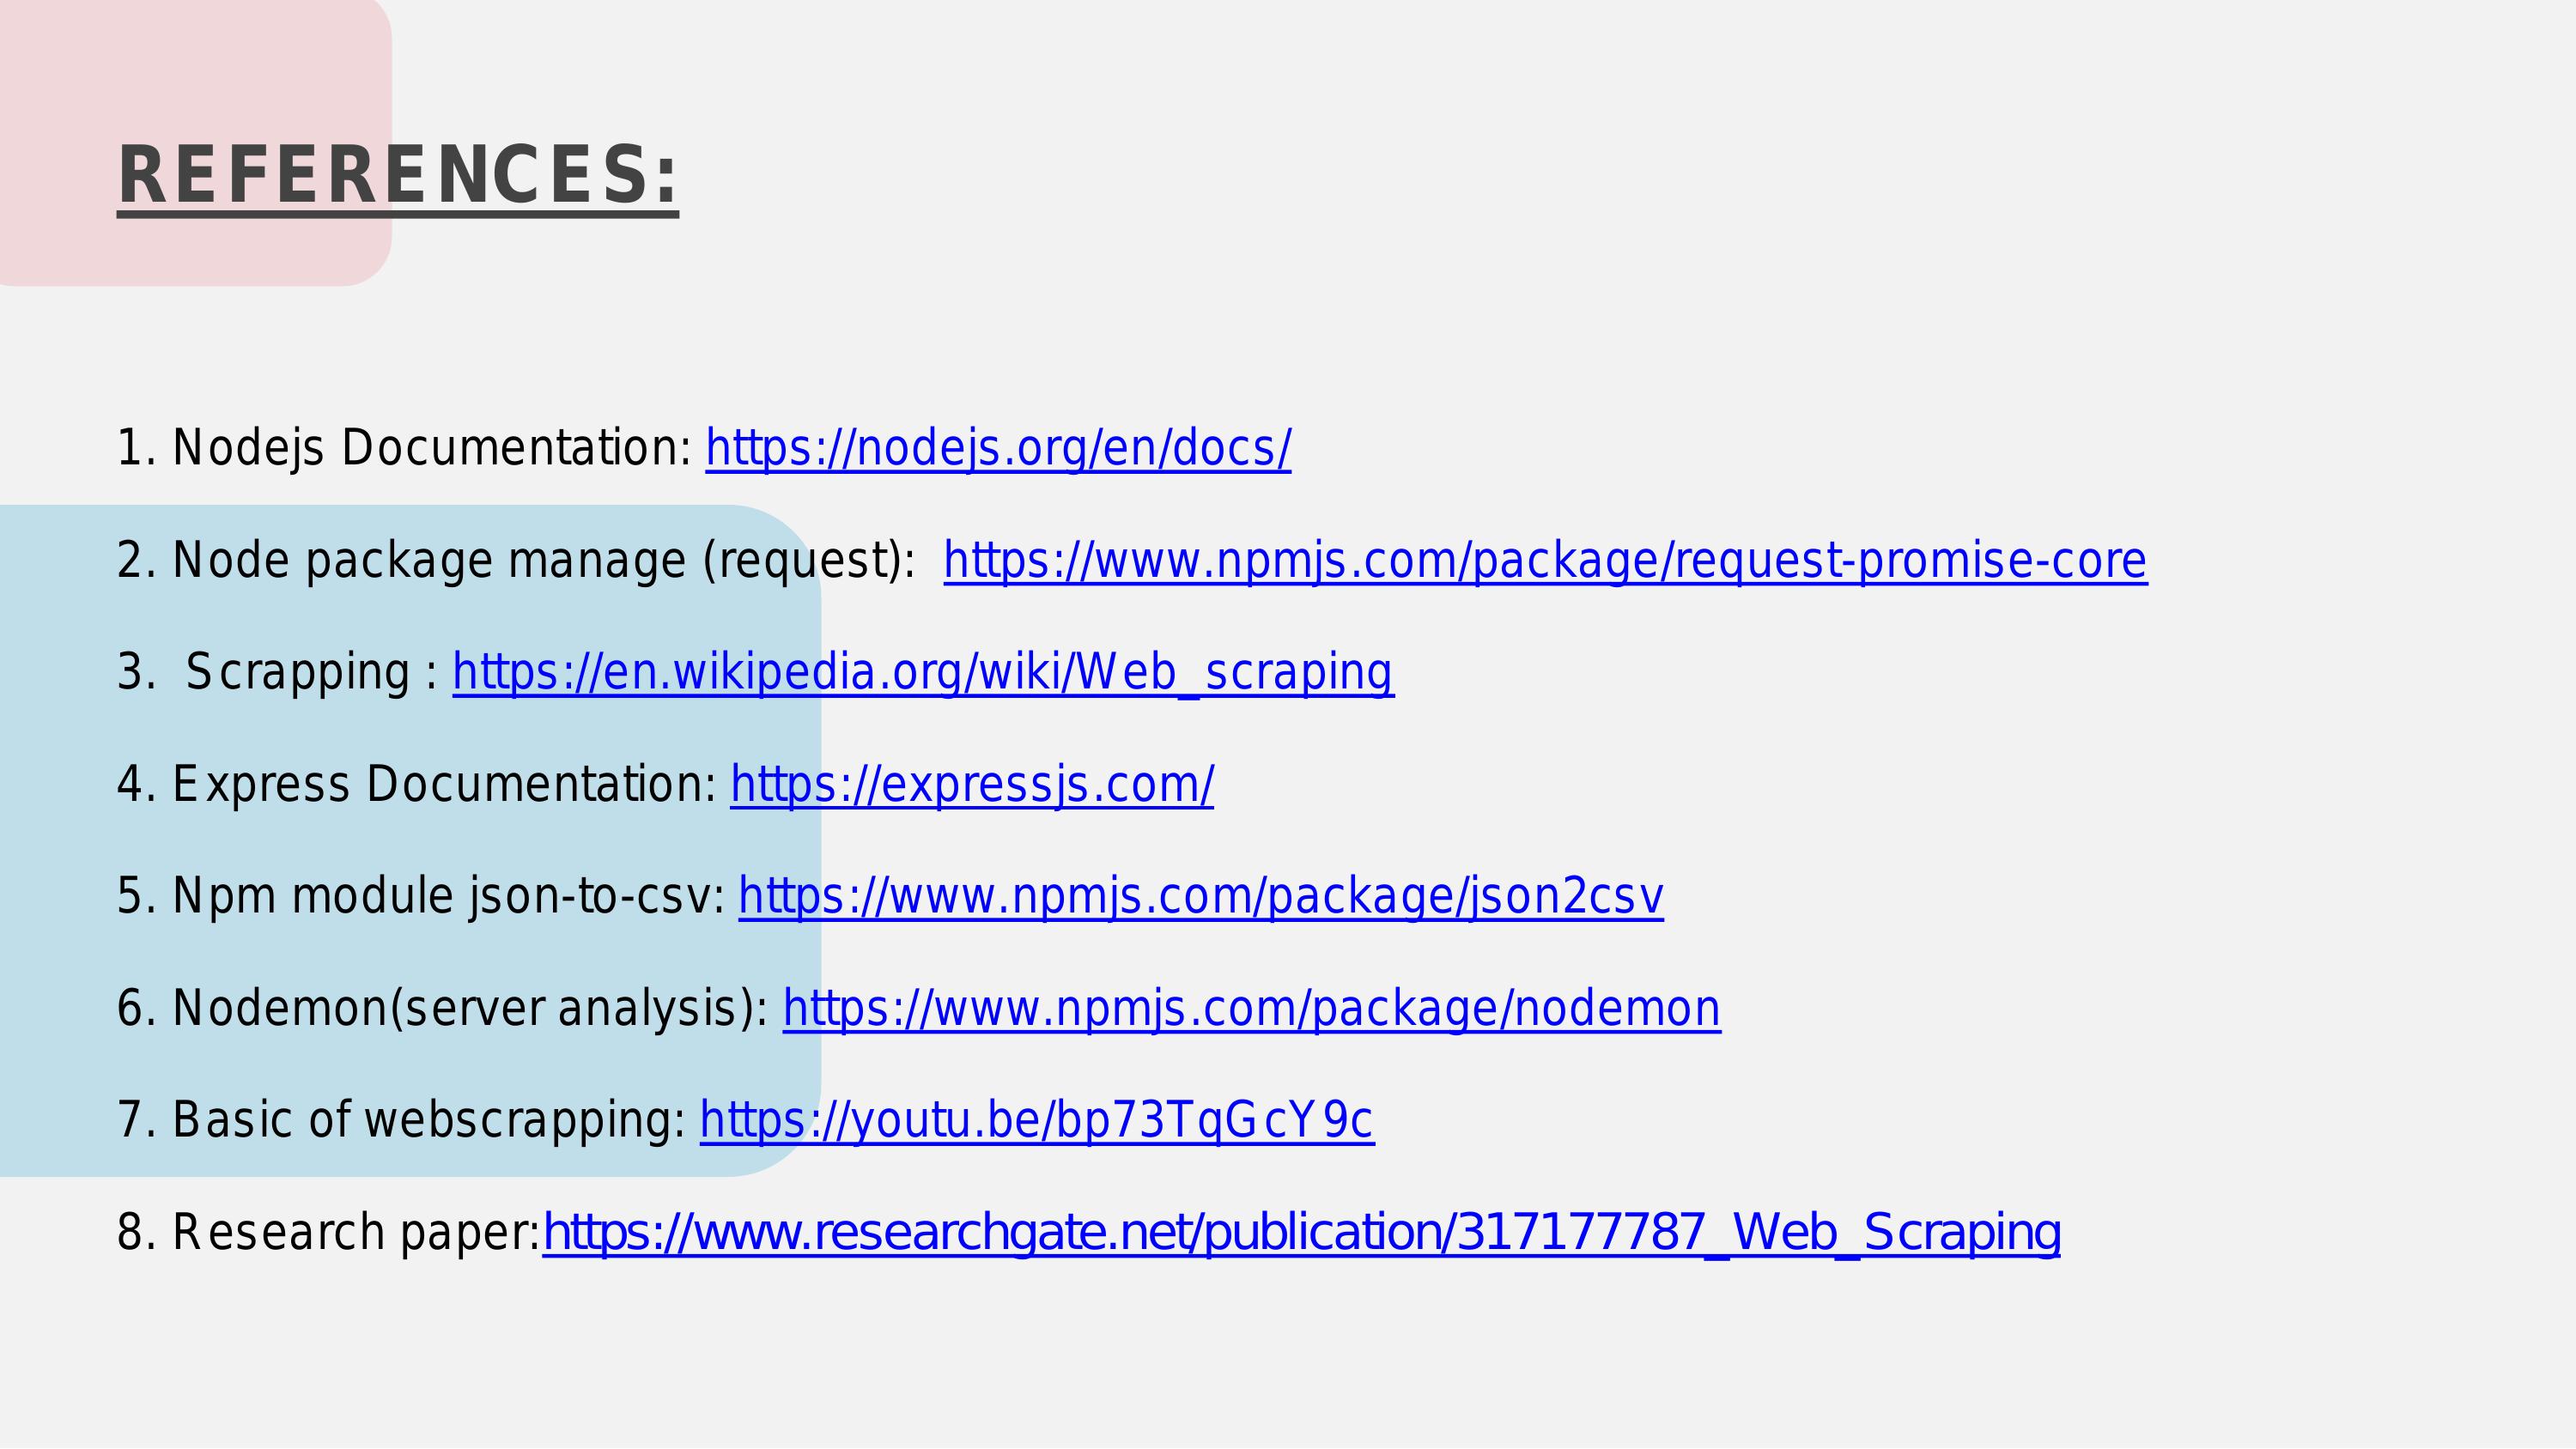 REFERENCES:
1. Nodejs Documentation: https://nodejs.org/en/docs/
2. Node package manage (request): https://www.npmjs.com/package/request-promise-core
3. Scrapping : https://en.wikipedia.org/wiki/Web_scraping
4. Express Documentation: https://expressjs.com/
5. Npm module json-to-csv: https://www.npmjs.com/package/json2csv
6. Nodemon(server analysis): https://www.npmjs.com/package/nodemon
7. Basic of webscrapping: https://youtu.be/bp73TqGcY9c
8. Research paper:https://www.researchgate.net/publication/317177787_Web_Scraping